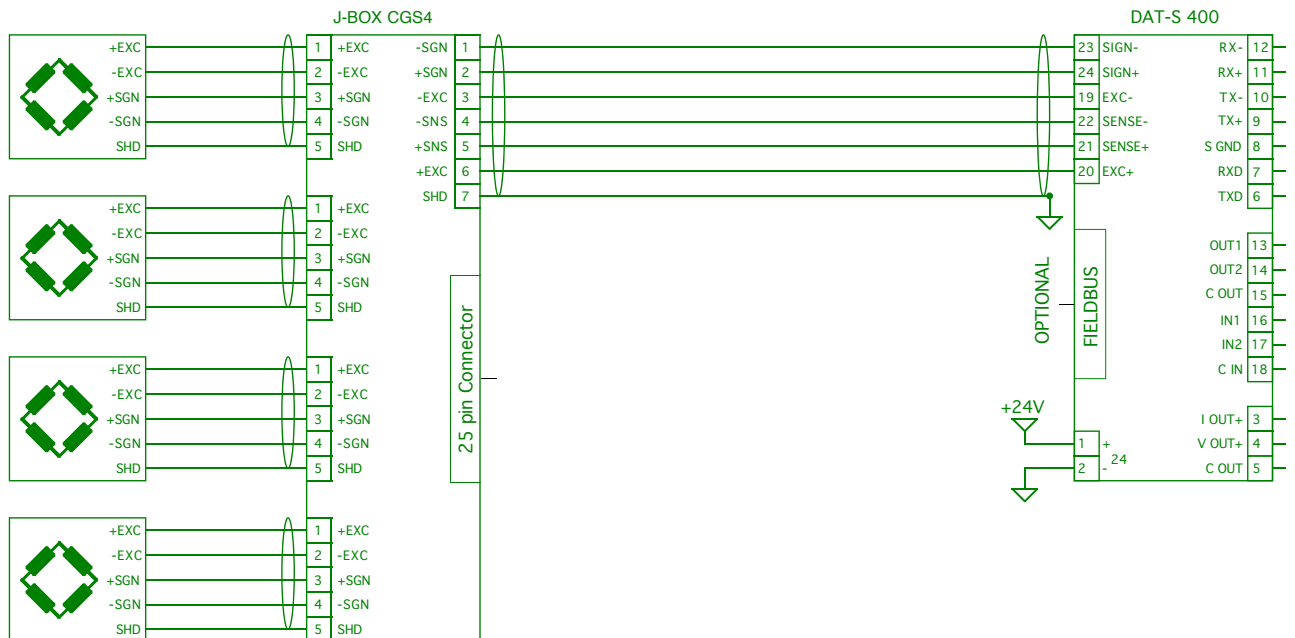 J-BOX CGS4
DAT-S 400
+EXC 1 +EXC -SGN 1 23 SIGN- RX- 12
-EXC 2 -EXC +SGN 2 24 SIGN+ RX+ 11
+SGN 3 +SGN -EXC 3 19 EXC- TX- 10
-SGN 4 -SGN -SNS 4 22 SENSE- TX+ 9
SHD 5 SHD +SNS 5 21 SENSE+ S GND 8
+EXC 6 20 EXC+ RXD 7
SHD 7 TXD 6
+EXC 1 +EXC
-EXC 2 -EXC
+SGN 3 +SGN
-SGN 4 -SGN
SHD 5 SHD
OUT1 13
OUT2 14
C OUT 15
IN1 16
IN2 17
C IN 18
OPTIONAL
FIELDBUS
25 pin Connector
+EXC 1 +EXC
-EXC 2 -EXC
+SGN 3 +SGN
-SGN 4 -SGN
SHD 5 SHD
+24V
1 +
2 - 24
I OUT+ 3
V OUT+ 4
C OUT 5
+EXC 1 +EXC
-EXC 2 -EXC
+SGN 3 +SGN
-SGN 4 -SGN
SHD 5 SHD